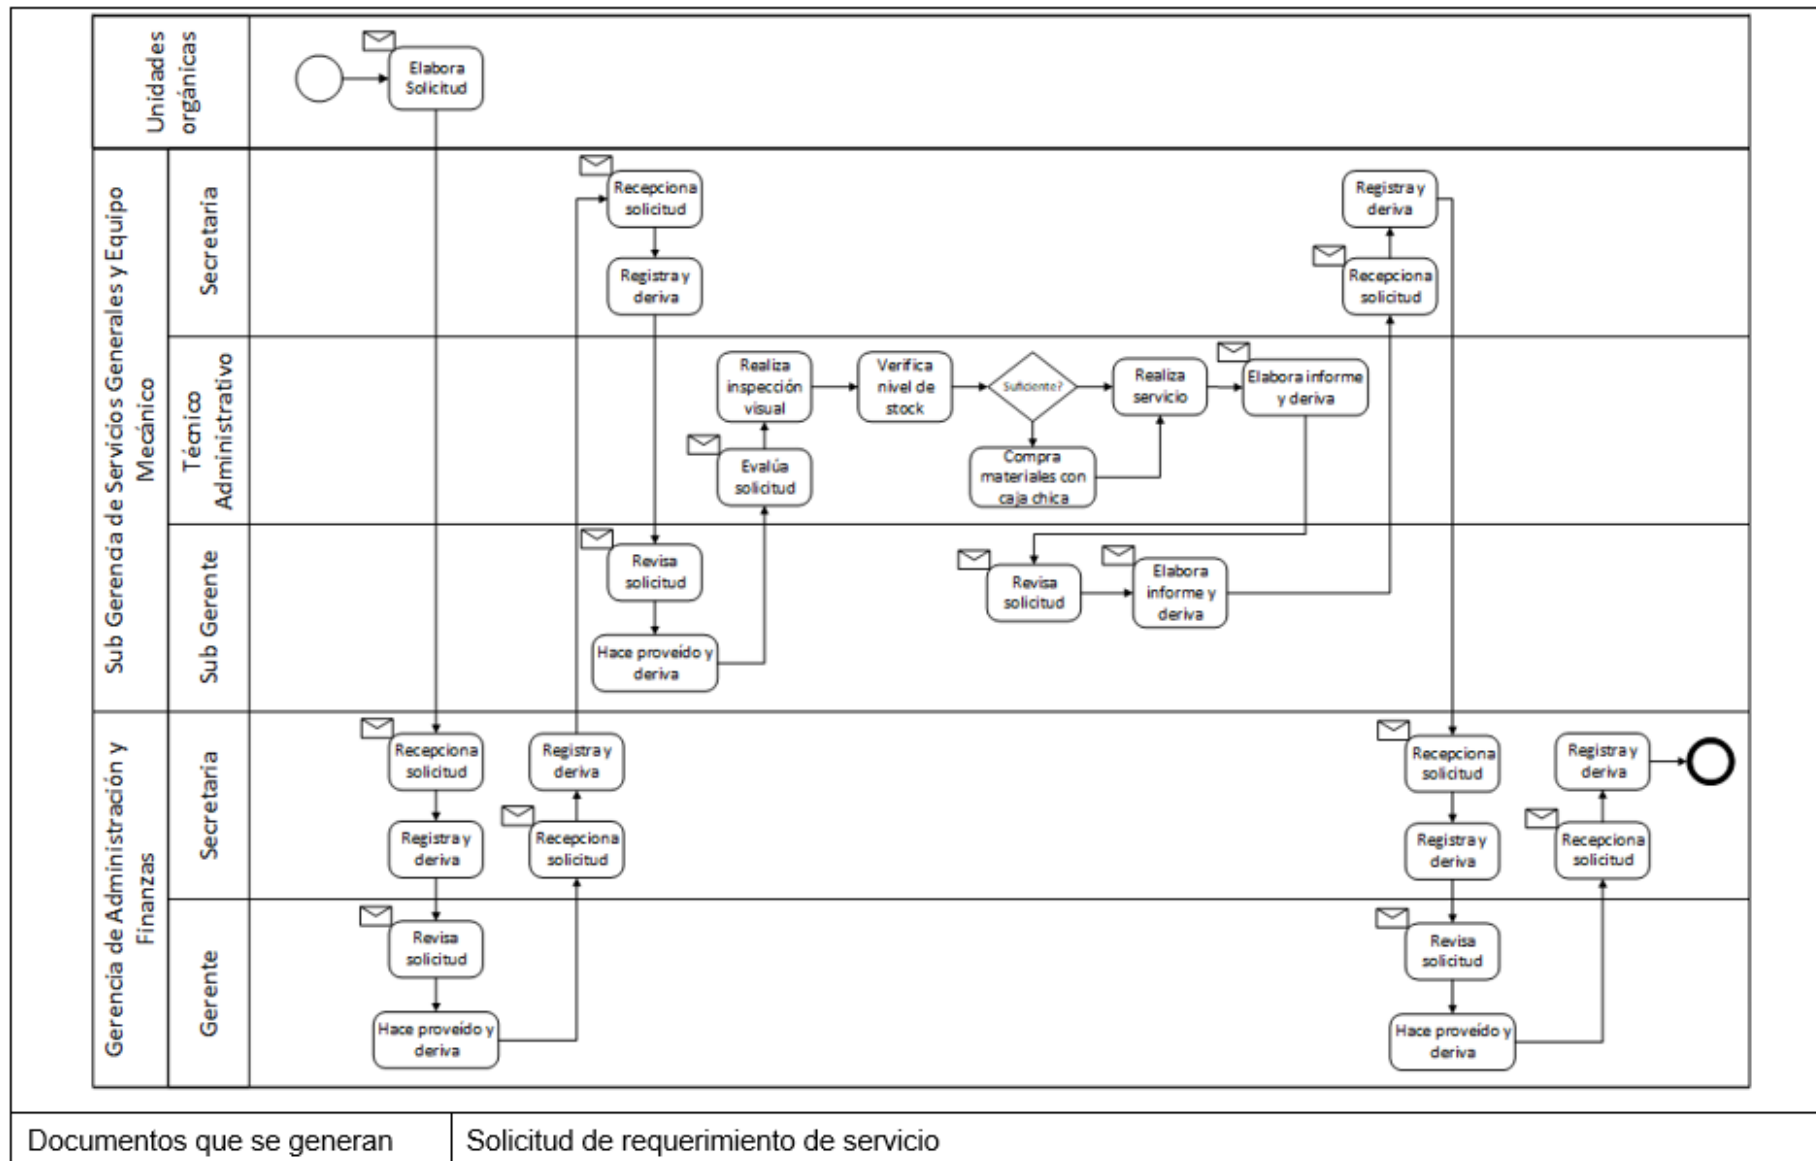 Unidades
orgánicas
Elabora
Solicitud
Sub Gerencia de Servicios Generales y Equipo
Mecánico
Secretaria
Recepciona
solicitud
Registra y
deriva
Registra y
deriva
Recepciona
solicitud
Técnico
Administrativo
Realiza
inspección
visual
Verifica
nivel de
stock
Suficiente?
Realiza
servicio
Elabora informe
y deriva
Evalúa
solicitud
Compra
materiales con
caja chica
Sub Gerente
Revisa
solicitud
Hace proveído y
deriva
Revisa
solicitud
Elabora
informe y
deriva
Gerencia de Administración y
Finanzas
Secretaria
Recepciona
solicitud
Registra y
deriva
Registra y
deriva
Recepciona
solicitud
Recepciona
solicitud
Registra y
deriva
Registra y
deriva
Recepciona
solicitud
Gerente
Revisa
solicitud
Hace proveído y
deriva
Revisa
solicitud
Hace proveído y
deriva
Documentos que se generan
Solicitud de requerimiento de servicio